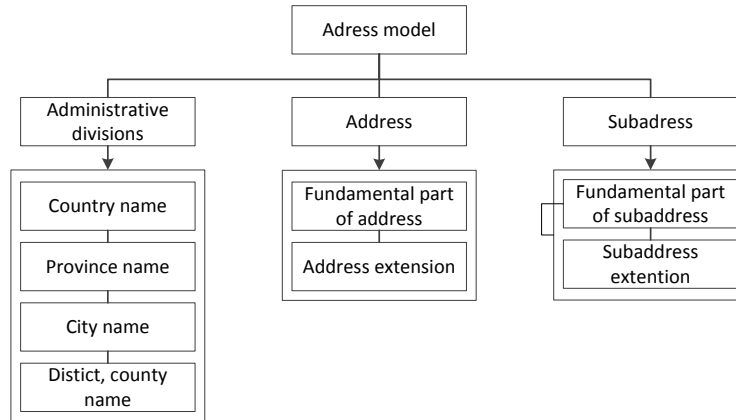 Adress model
Administrative
divisions
Address
Subadress
Country name
Province name
City name
Distict, county
name
Fundamental part
of address
Address extension
Fundamental part
of subaddress
Subaddress
extention